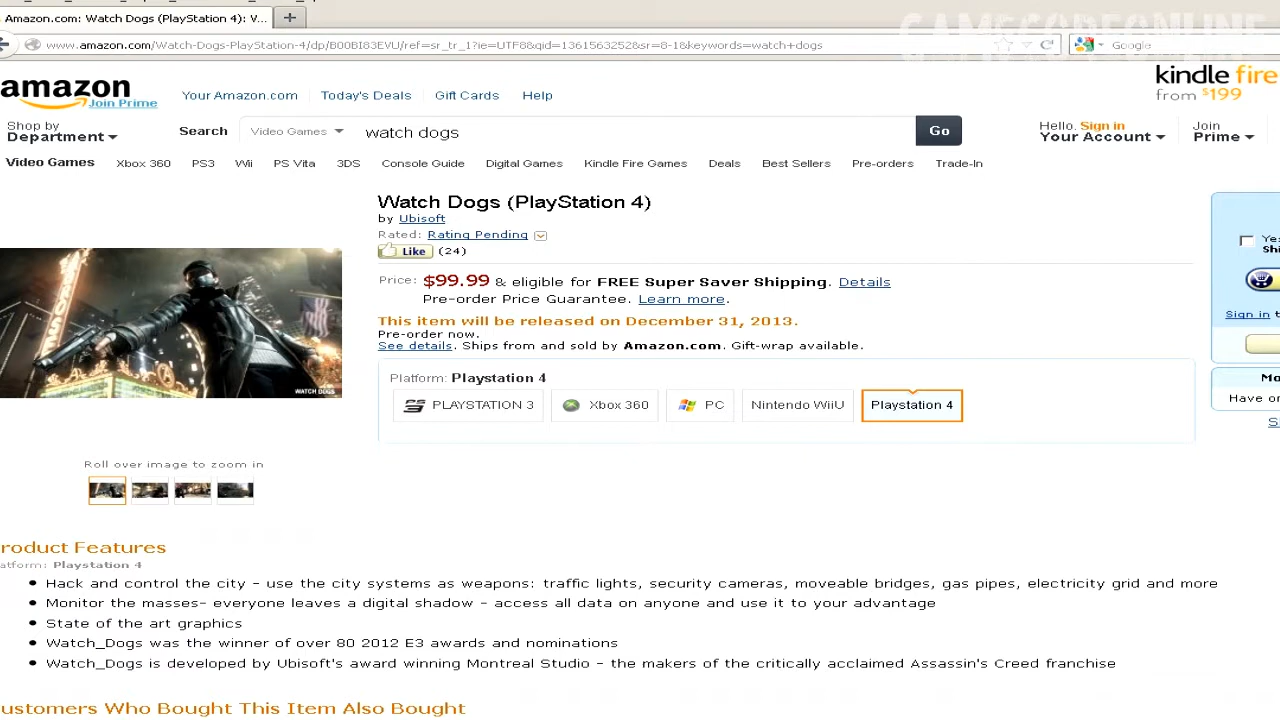 Amazon.com: Watch Dogs (PlayStation 4): V...
GAMSCOREONLINE
www.amazon.com/Watch-Dogs-PlayStation-4/dp/B00BI83EVU/ref=sr_tr_1?ie=UTF8&qid=1361563252&sr=8-1&keywords=watch+dogs
Google
amazon
Join Prime
Your Amazon.com
Today's Deals
Gift Cards
Help
kindle fire
from $199
Shop by
Department
Search
Video Games
watch dogs
Go
Hello. Sign in
Your Account
Join
Prime
Video Games
Xbox 360
PS3
Wii
PS Vita
3DS
Console Guide
Digital Games
Kindle Fire Games
Deals
Best Sellers
Pre-orders
Trade-In
Watch Dogs (PlayStation 4)
by Ubisoft
Rated: Rating Pending
Like (24)
Price: $99.99 & eligible for FREE Super Saver Shipping. Details
Pre-order Price Guarantee. Learn more.
This item will be released on December 31, 2013.
Pre-order now.
See details. Ships from and sold by Amazon.com. Gift-wrap available.
Platform: Playstation 4
PLAYSTATION 3
Xbox 360
PC
Nintendo WiiU
Playstation 4
Ye
Shi
Sign in t
Mo
Have o
WATCH DOGS
Roll over image to zoom in
roduct Features
atform: Playstation 4
• Hack and control the city - use the city systems as weapons: traffic lights, security cameras, moveable bridges, gas pipes, electricity grid and more
• Monitor the masses- everyone leaves a digital shadow - access all data on anyone and use it to your advantage
• State of the art graphics
• Watch_Dogs was the winner of over 80 2012 E3 awards and nominations
• Watch_Dogs is developed by Ubisoft's award winning Montreal Studio - the makers of the critically acclaimed Assassin's Creed franchise
ustomers Who Bought This Item Also Bought